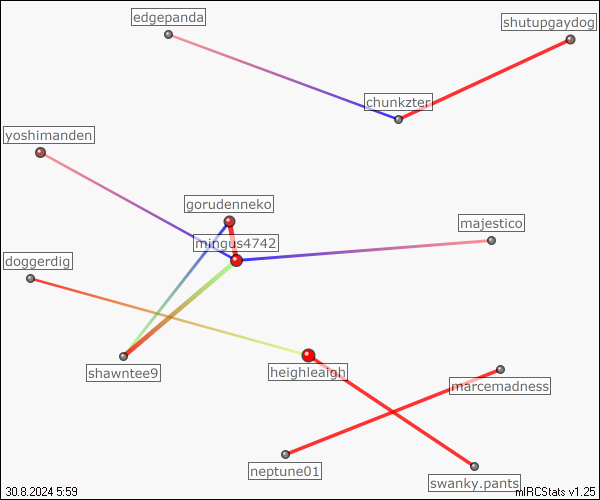 edgepanda
shutupgaydog
chunkzter
yoshimanden
gorudenneko
majestico
mingus4742
doggerdig
shawntee9
heighleaigh
marcemadness
neptune01
swanky.pants
30.8.2024 5:59
mIRCStats v1.25